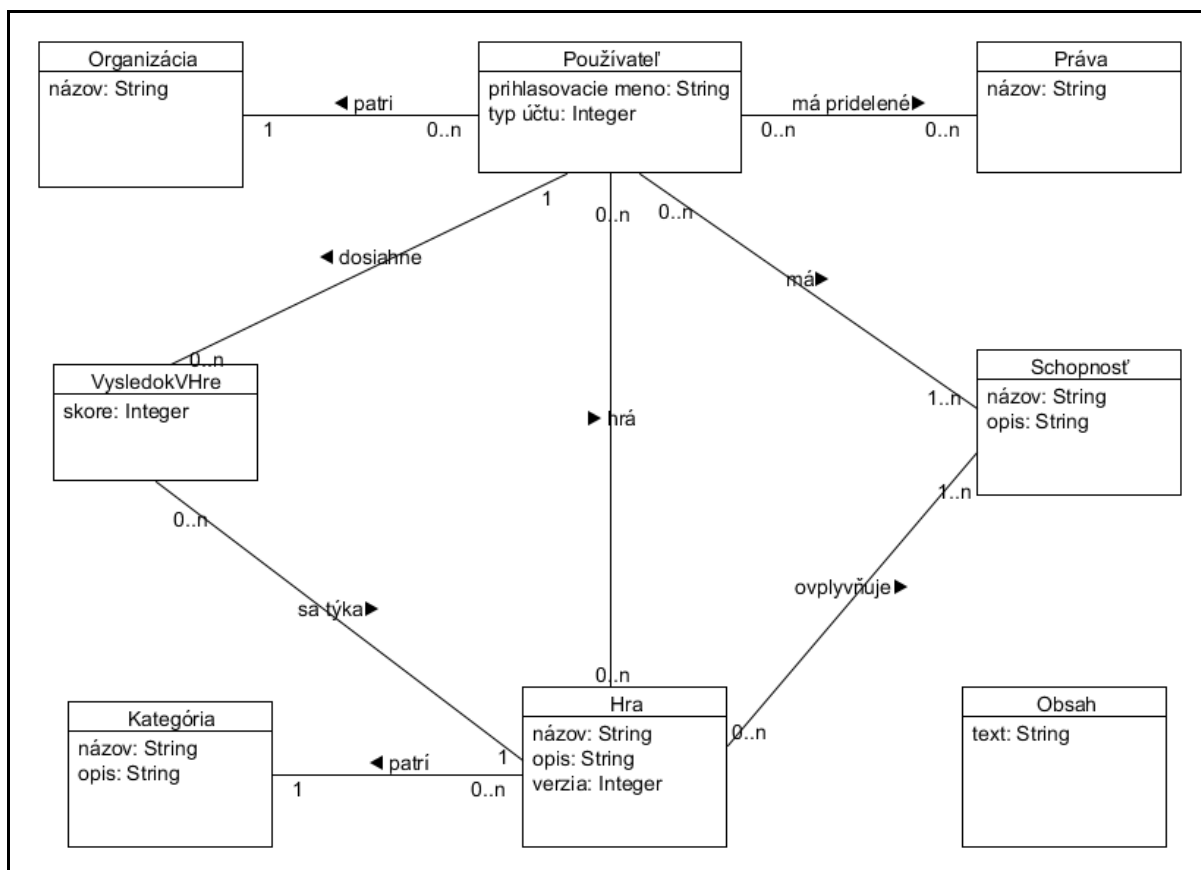 Organizácia
názov: String
Používateľ
prihlasovacie meno: String
typ účtu: Integer
Práva
názov: String
◄ patri
1
0..n
má pridelené►
0..n
0..n
1
0..n
0..n
◄ dosiahne
má►
0..n
VysledokVHre
skore: Integer
Schopnosť
názov: String
opis: String
1..n
► hrá
1..n
0..n
ovplyvňuje►
sa týka►
0..n
Kategória
názov: String
opis: String
Hra
názov: String
opis: String
verzia: Integer
Obsah
text: String
0..n
1
◄ patrí
1
0..n